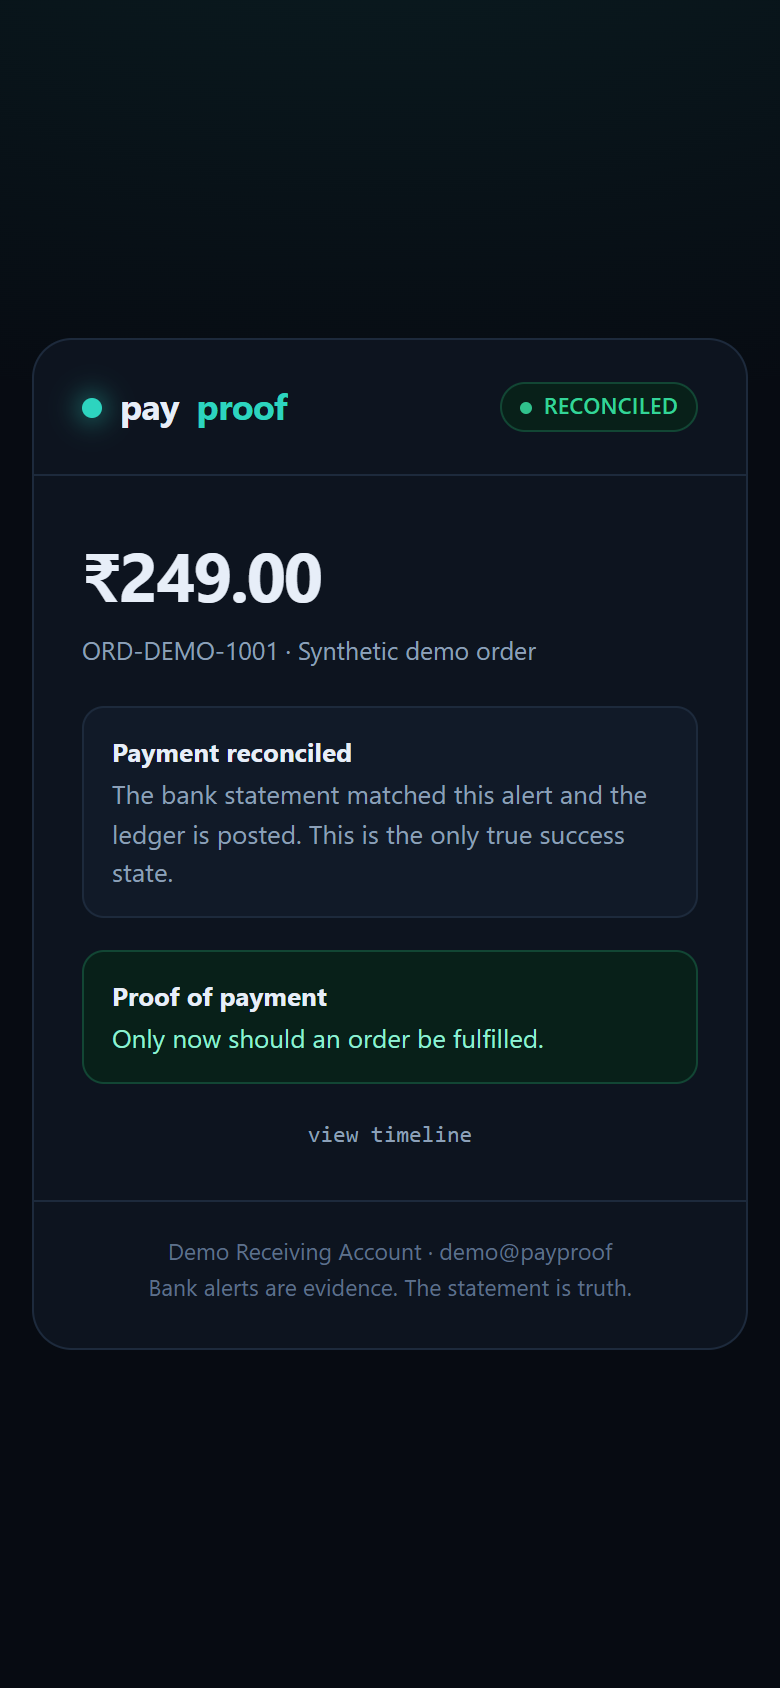 pay proof
RECONCILED
₹249.00
ORD-DEMO-1001 · Synthetic demo order
Payment reconciled
The bank statement matched this alert and the
ledger is posted. This is the only true success
state.
Proof of payment
Only now should an order be fulfilled.
view timeline
Demo Receiving Account · demo@payproof
Bank alerts are evidence. The statement is truth.